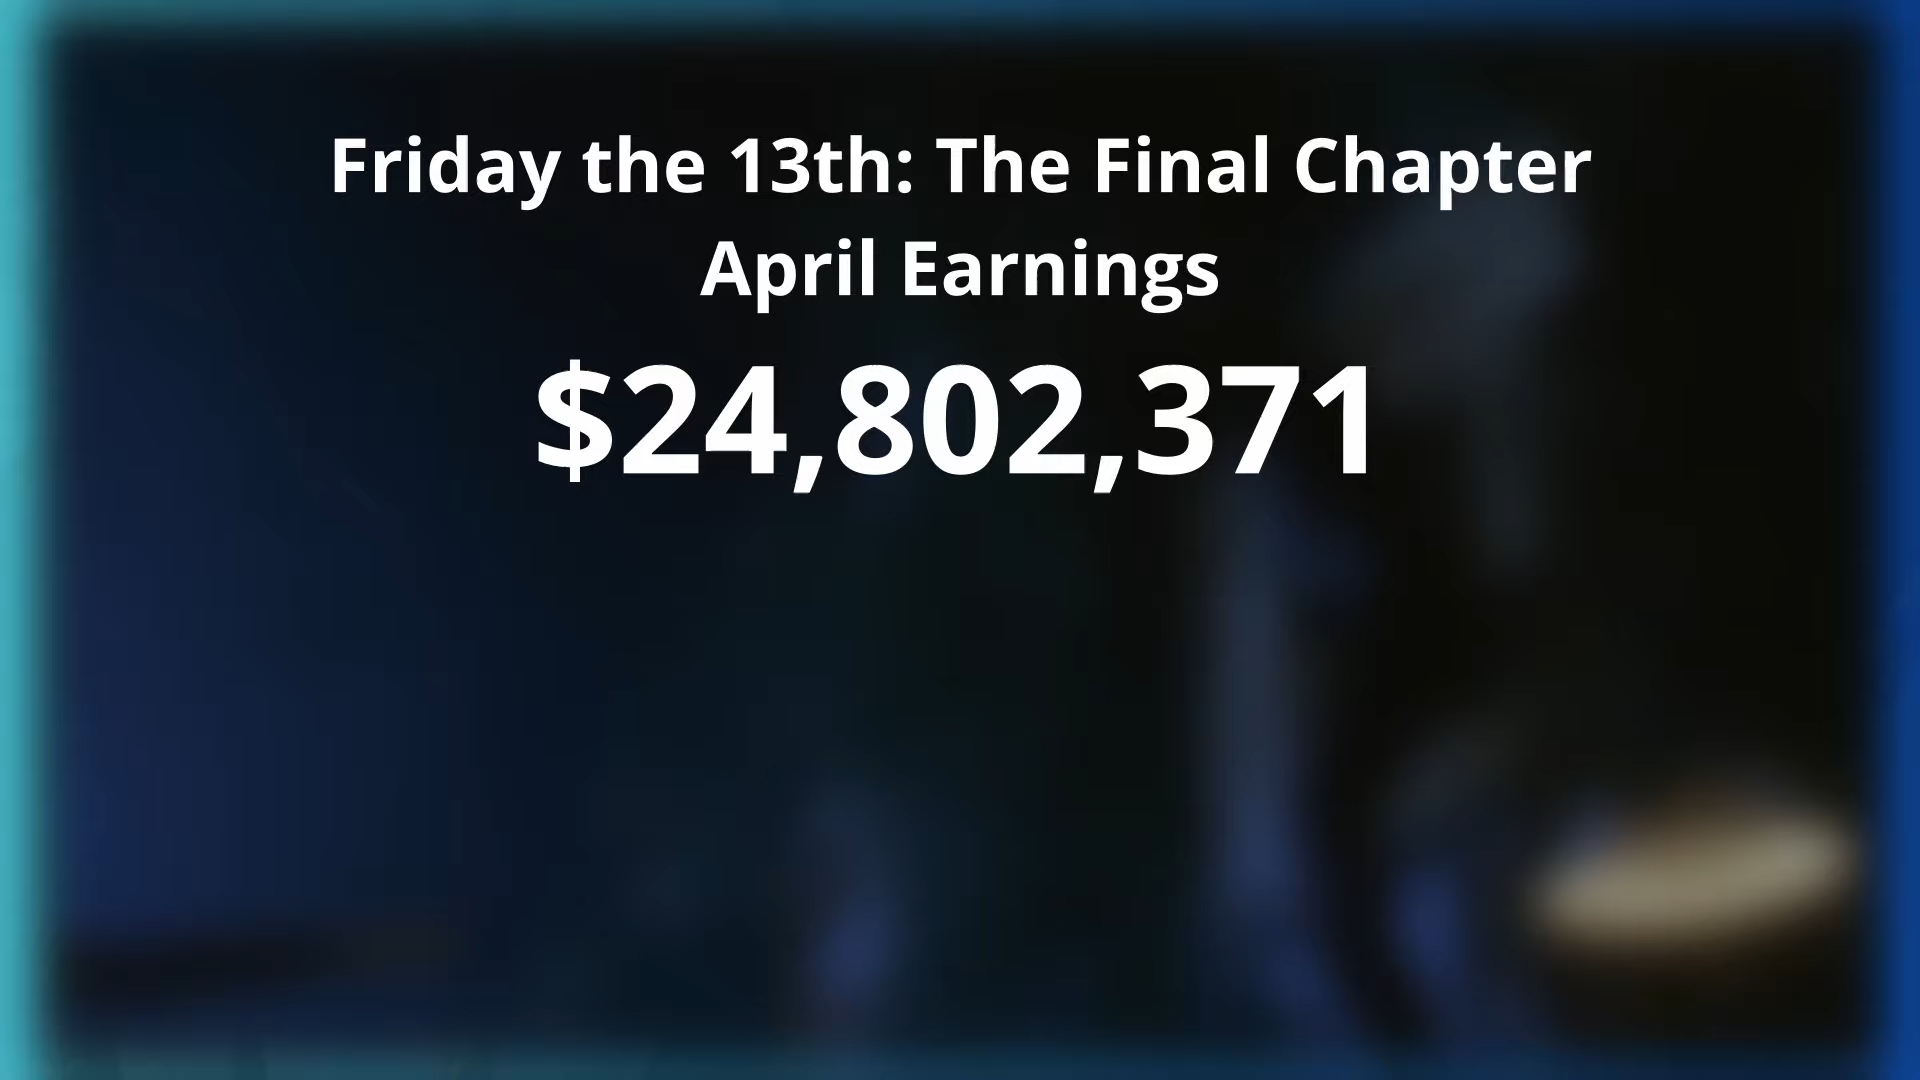 Friday the 13th: The Final Chapter
April Earnings
$24,802,371